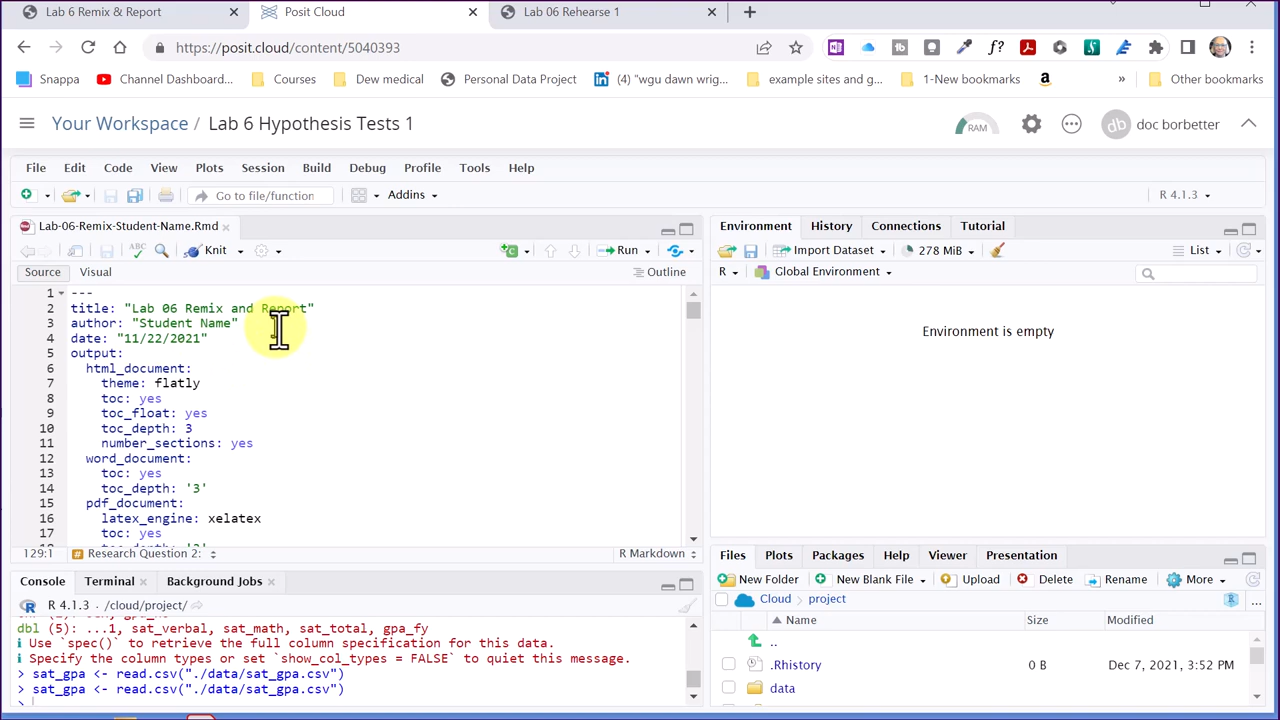 Lab 6 Remix & Report
Posit Cloud
Lab 06 Rehearse 1
https://posit.cloud/content/5040393
Snappa
Channel Dashboard...
Courses
Dew medical
Personal Data Project
(4) "wgu dawn wrig...
example sites and g...
1-New bookmarks
»
Other bookmarks
Your Workspace / Lab 6 Hypothesis Tests 1
RAM
db
doc borbetter
File Edit Code View Plots Session Build Debug Profile Tools Help
Go to file/function
Addins
R 4.1.3
Lab-06-Remix-Student-Name.Rmd
ABC
Knit
Run
Source
Visual
Outline
1 ---
2 title: "Lab 06 Remix and Report"
3 author: "Student Name"
4 date: "11/22/2021"
5 output:
6 html_document:
7 theme: flatly
8 toc: yes
9 toc_float: yes
10 toc_depth: 3
11 number_sections: yes
12 word_document:
13 toc: yes
14 toc_depth: '3'
15 pdf_document:
16 latex_engine: xelatex
17 toc: yes
129:1
Research Question 2:
R Markdown
Console
Terminal
Background Jobs
R 4.1.3 · /cloud/project/
dbl (5): ...1, sat_verbal, sat_math, sat_total, gpa_fy
i Use `spec()` to retrieve the full column specification for this data.
i Specify the column types or set `show_col_types = FALSE` to quiet this message.
> sat_gpa <- read.csv("./data/sat_gpa.csv")
> sat_gpa <- read.csv("./data/sat_gpa.csv")
>
Environment
History
Connections
Tutorial
Import Dataset
278 MiB
List
R
Global Environment
Environment is empty
Files
Plots
Packages
Help
Viewer
Presentation
New Folder
New Blank File
Upload
Delete
Rename
More
Cloud
project
...
Name
Size
Modified
..
.Rhistory
0 B
Dec 7, 2021, 3:52 PM
data